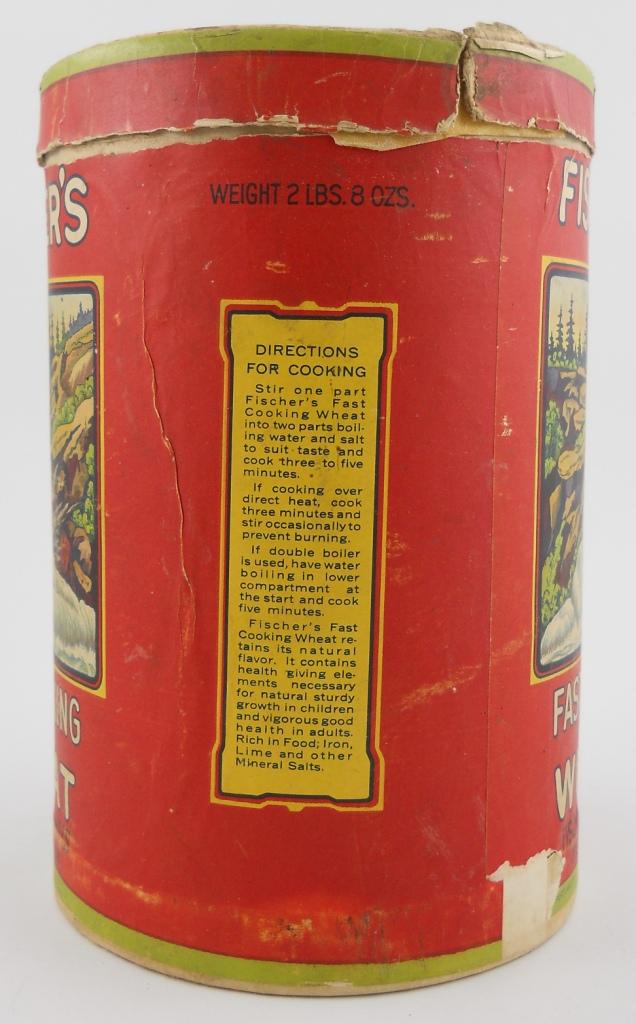 ER'S
FIS
WEIGHT 2 LBS. 8 OZS.
DIRECTIONS
FOR COOKING
Stir one part
Fischer's Fast
Cooking Wheat
into two parts boil-
ing water and salt
to suit taste and
cook three to five
minutes.
If cooking over
direct heat, cook
three minutes and
stir occasionally to
prevent burning.
If double boiler
is used, have water
boiling in lower
compartment at
the start and cook
five minutes.
Fischer's Fast
Cooking Wheat re-
tains its natural
flavor. It contains
health giving ele-
ments necessary
for natural sturdy
growth in children
and vigorous good
health in adults.
Rich in Food; Iron,
Lime and other
Mineral Salts.
ING
AT
FAS
W